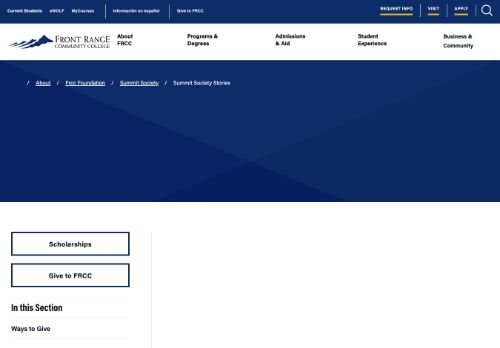 Current Students eWOLF MyCourses Información en español Give to FRCC REQUEST INFO VISIT APPLY
FRONT RANGE
COMMUNITY COLLEGE
About
FRCC
Programs &
Degrees
Admissions
& Aid
Student
Experience
Business &
Community
/ About / Frcc Foundation / Summit Society / Summit Society Stories
Scholarships
Give to FRCC
In this Section
Ways to Give